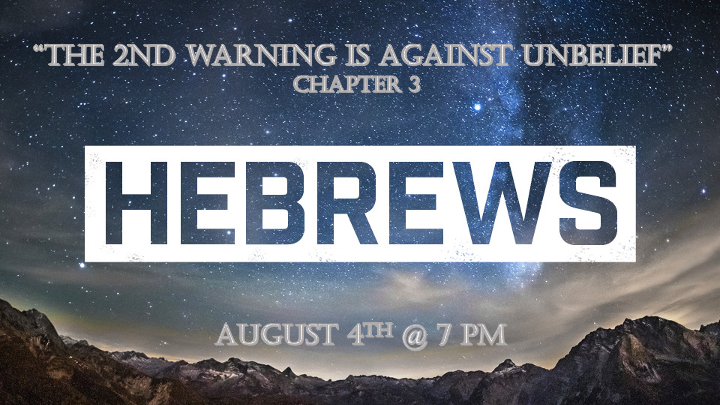 “THE 2ND WARNING IS AGAINST UNBELIEF”
CHAPTER 3
HEBREWS
AUGUST 4TH @ 7 PM